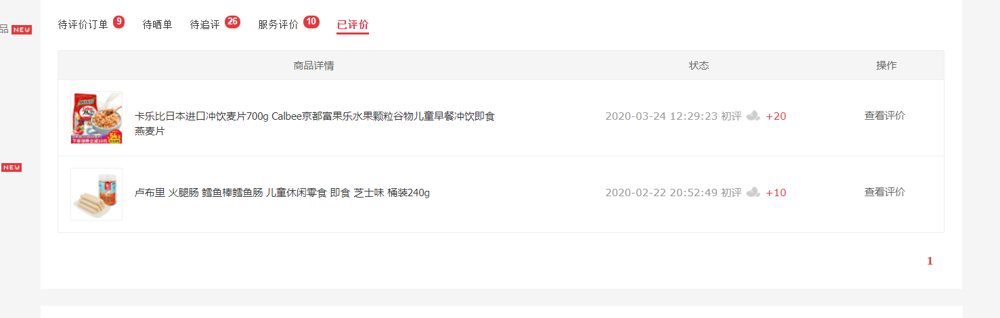 品 NEW
待评价订单 9 待晒单 待追评 26 服务评价 10 已评价
商品详情 状态 操作
卡乐比日本进口冲饮麦片700g Calbee京都富果乐水果颗粒谷物儿童早餐冲饮即食
燕麦片
2020-03-24 12:29:23 初评 +20 查看评价
NEW
卢布里 火腿肠 鳕鱼棒鳕鱼肠 儿童休闲零食 即食 芝士味 桶装240g
2020-02-22 20:52:49 初评 +10 查看评价
1